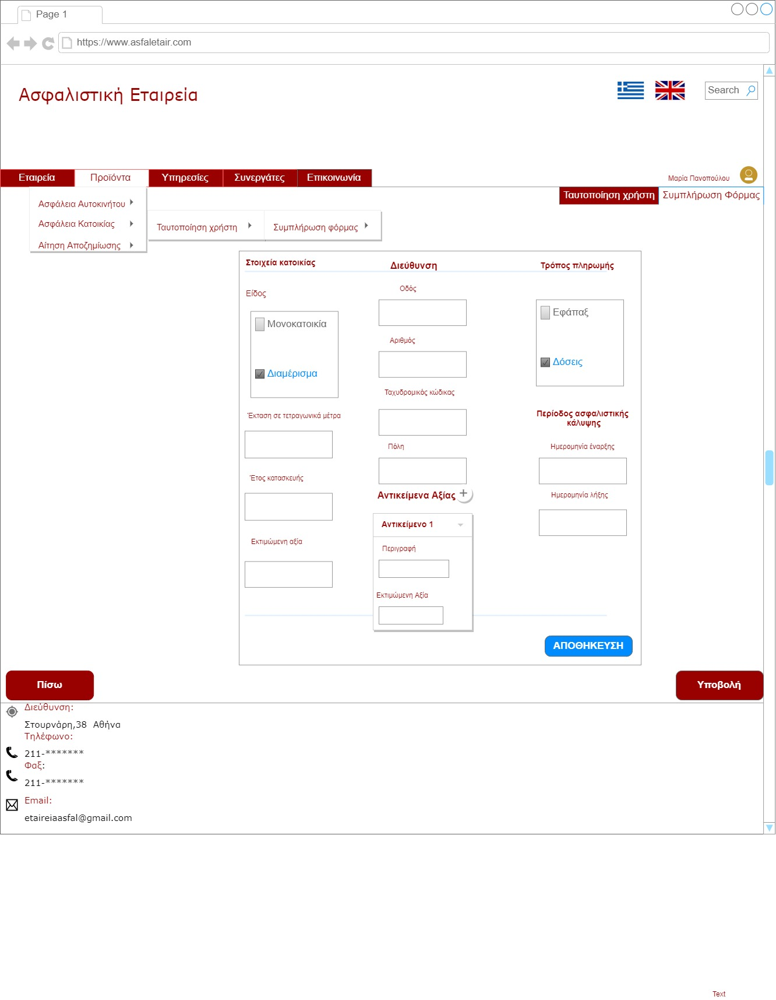 Page 1
https://www.asfaletair.com
Ασφαλιστική Εταιρεία
Search
Εταιρεία
Προϊόντα
Υπηρεσίες
Συνεργάτες
Επικοινωνία
Μαρία Πανοπούλου
Ταυτοποίηση χρήστη
Συμπλήρωση Φόρμας
Ασφάλεια Αυτοκινήτου
Ασφάλεια Κατοικίας
Αίτηση Αποζημίωσης
Ταυτοποίηση χρήστη
Συμπλήρωση φόρμας
Στοιχεία κατοικίας
Είδος
Μονοκατοικία
Διαμέρισμα
Έκταση σε τετραγωνικά μέτρα
Έτος κατασκευής
Εκτιμώμενη αξία
Διεύθυνση
Οδός
Αριθμός
Ταχυδρομικός κώδικας
Πόλη
Αντικείμενα Αξίας
Αντικείμενο 1
Περιγραφή
Εκτιμώμενη Αξία
Τρόπος πληρωμής
Εφάπαξ
Δόσεις
Περίοδος ασφαλιστικής
κάλυψης
Ημερομηνία έναρξης
Ημερομηνία λήξης
ΑΠΟΘΗΚΕΥΣΗ
Πίσω
Υποβολή
Διεύθυνση:
Στουρνάρη,38 Αθήνα
Τηλέφωνο:
211-*******
Φαξ:
211-*******
Email:
etaireiaasfal@gmail.com
Text